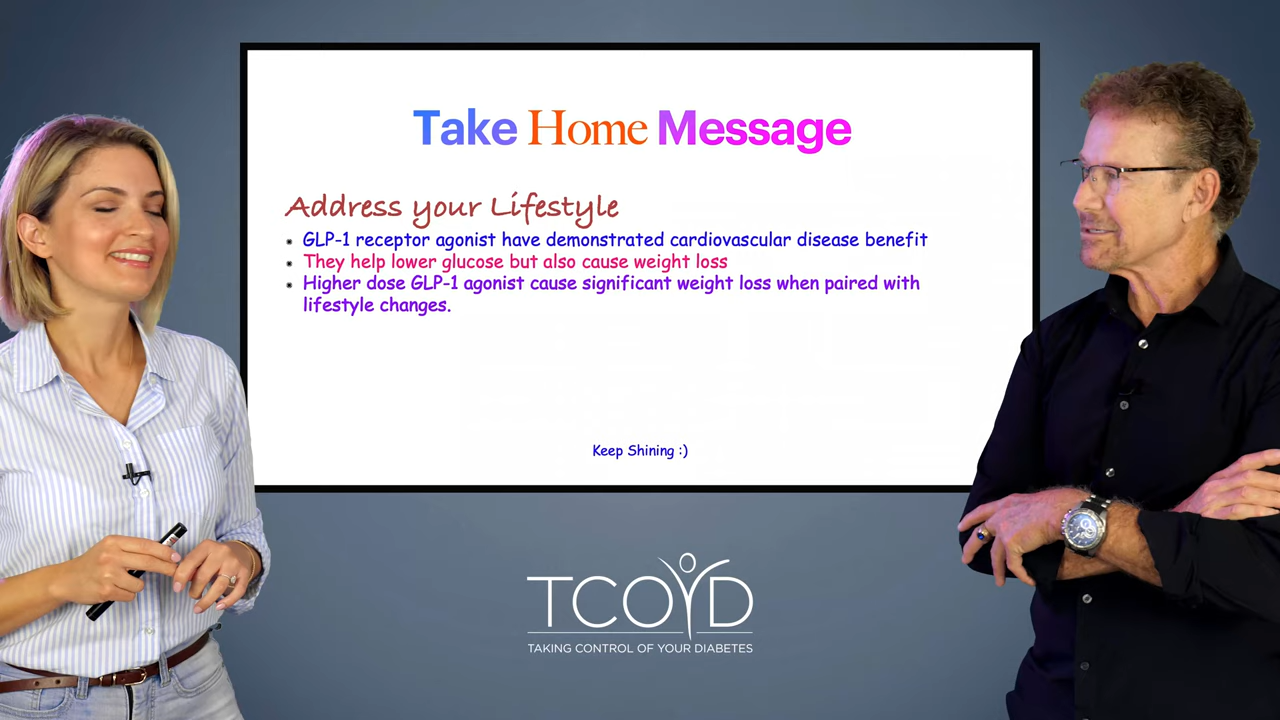 Take Home Message
Address your Lifestyle
GLP-1 receptor agonist have demonstrated cardiovascular disease benefit
They help lower glucose but also cause weight loss
Higher dose GLP-1 agonist cause significant weight loss when paired with
lifestyle changes.
Keep Shining :)
TCOYD
TAKING CONTROL OF YOUR DIABETES